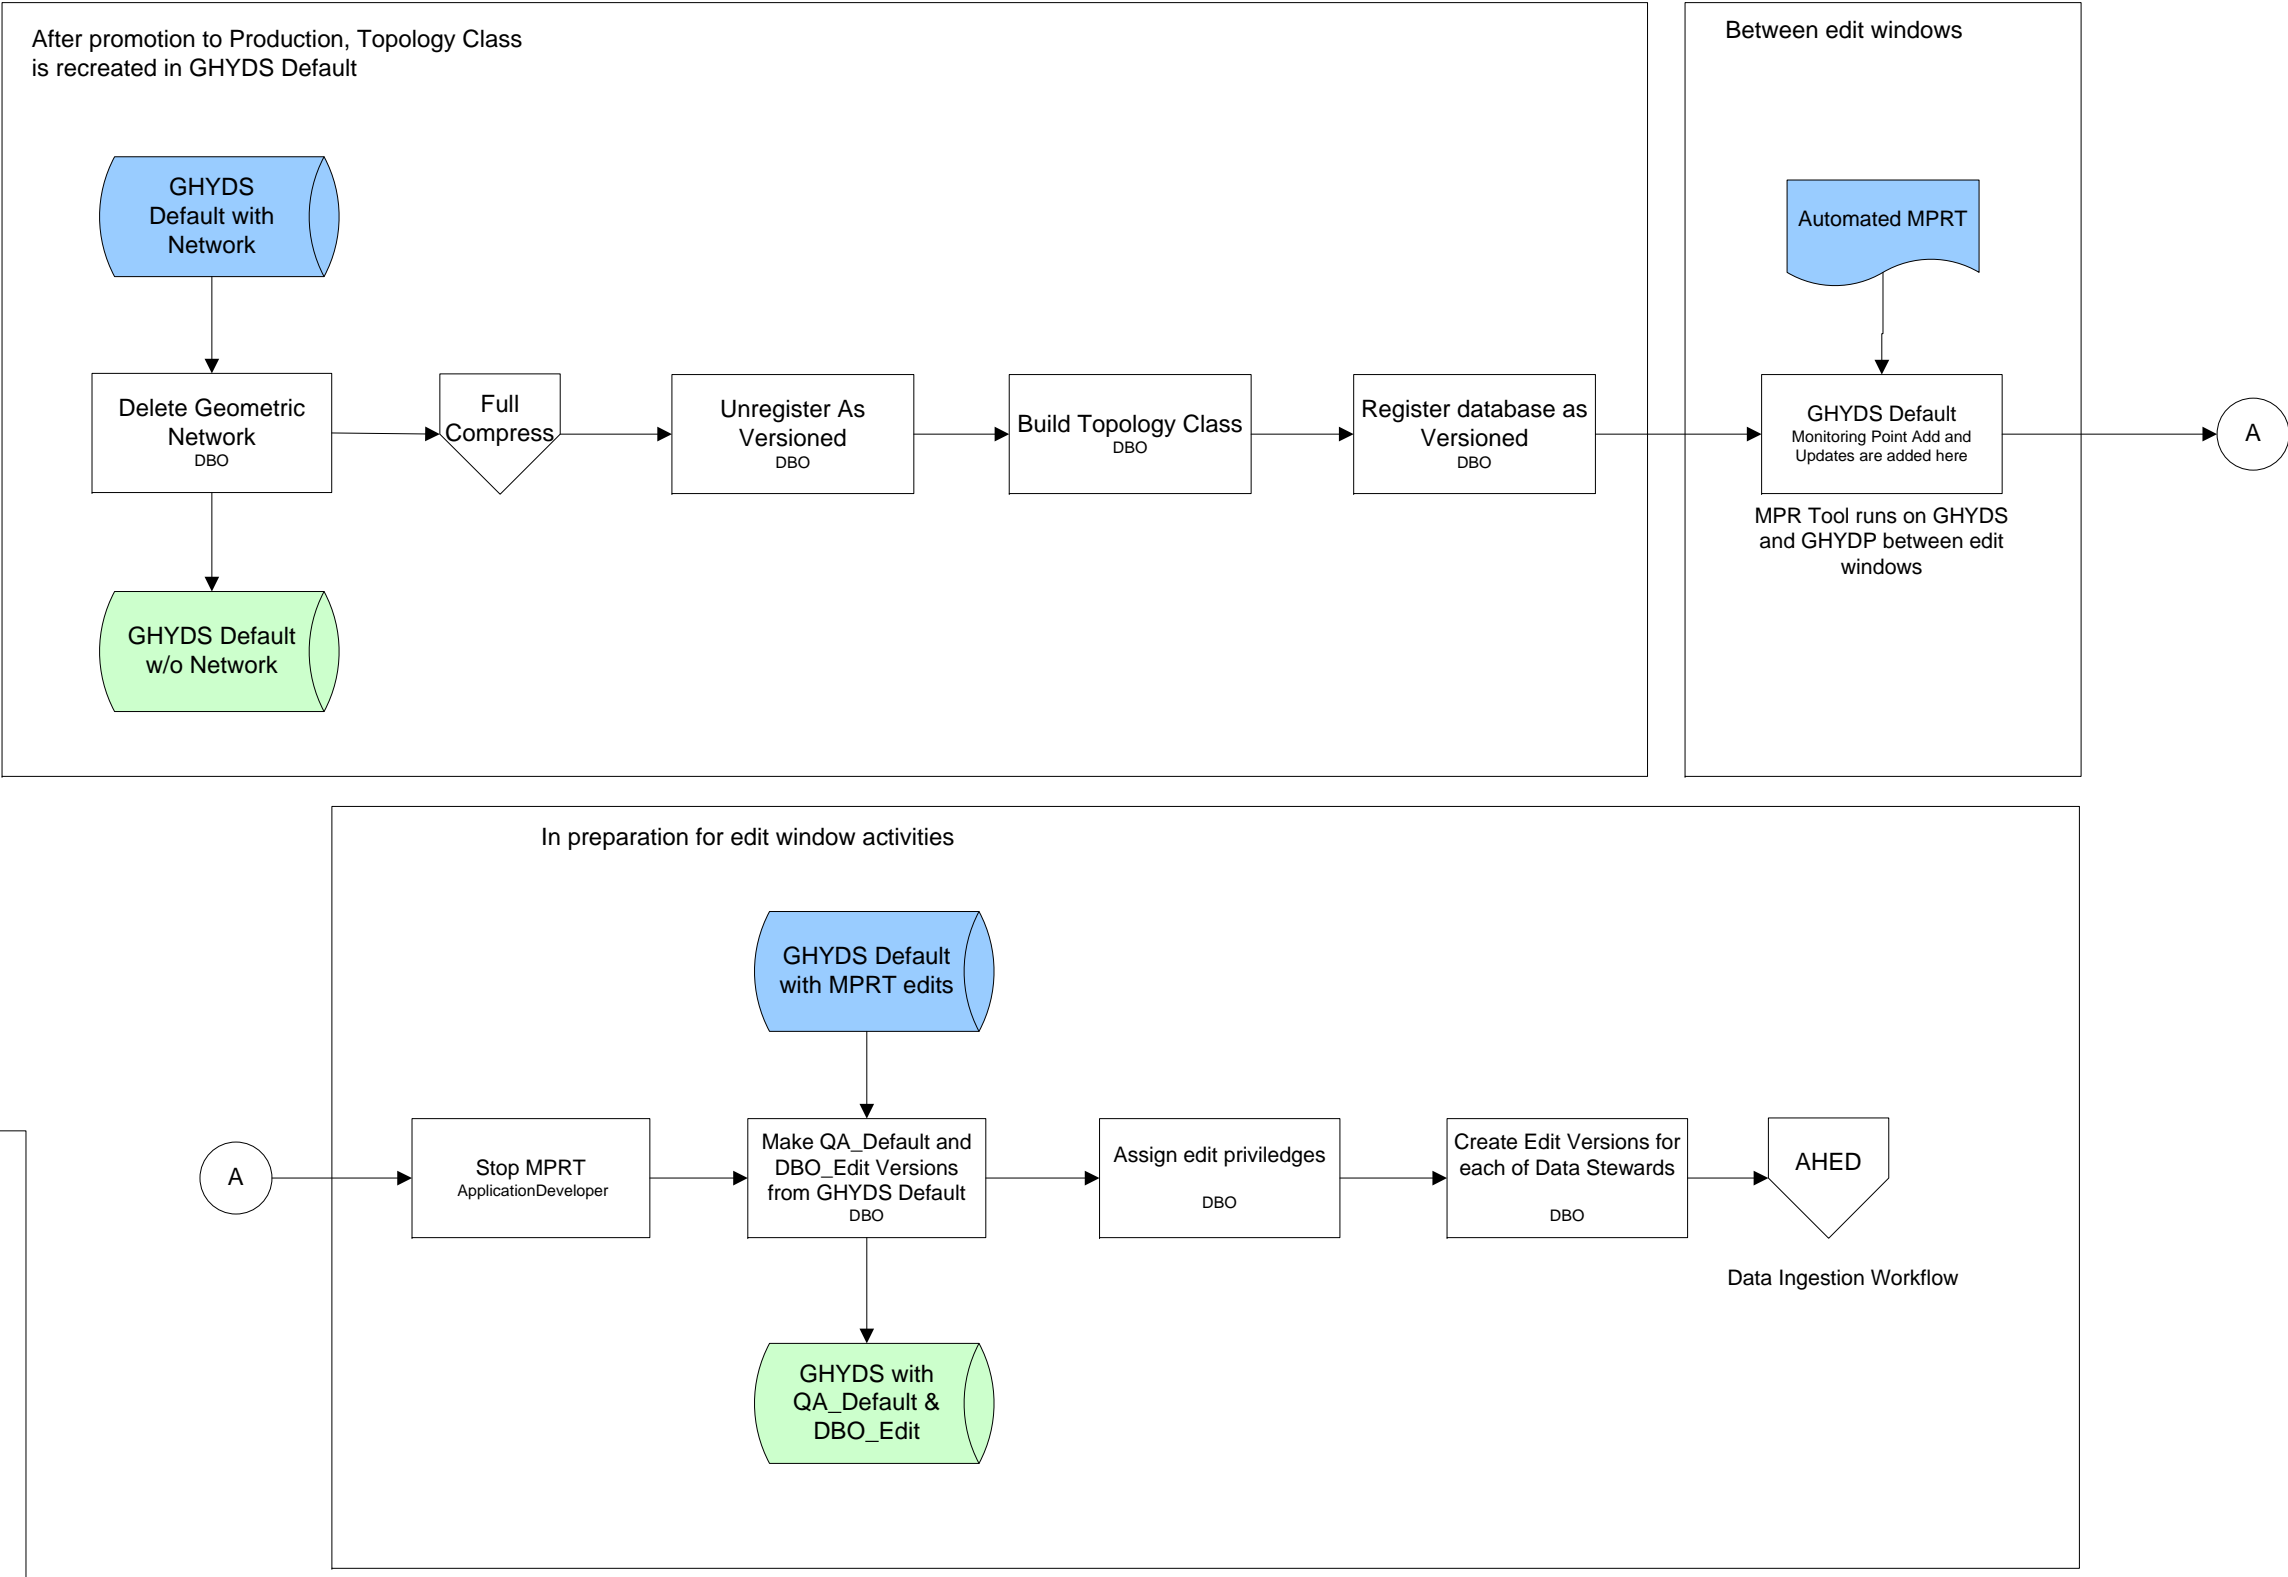 After promotion to Production, Topology Class
is recreated in GHYDS Default
Between edit windows
GHYDS
Default with
Network
Automated MPRT
Delete Geometric
Network
DBO
Full
Compress
Unregister As
Versioned
DBO
Build Topology Class
DBO
Register database as
Versioned
DBO
GHYDS Default
Monitoring Point Add and
Updates are added here
A
MPR Tool runs on GHYDS
and GHYDP between edit
windows
GHYDS Default
w/o Network
In preparation for edit window activities
GHYDS Default
with MPRT edits
A
Stop MPRT
ApplicationDeveloper
Make QA_Default and
DBO_Edit Versions
from GHYDS Default
DBO
Assign edit priviledges
DBO
Create Edit Versions for
each of Data Stewards
DBO
AHED
Data Ingestion Workflow
GHYDS with
QA_Default &
DBO_Edit